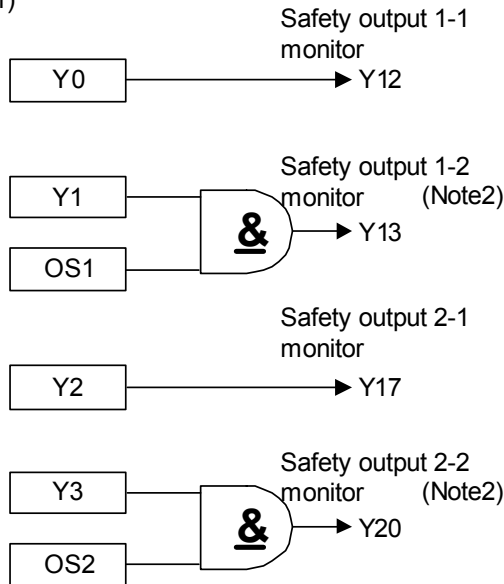 1)
Safety output 1-1
monitor
Y0
Y12
Safety output 1-2
monitor (Note2)
Y1
&
Y13
OS1
Safety output 2-1
monitor
Y2
Y17
Safety output 2-2
monitor (Note2)
Y3
&
Y20
OS2